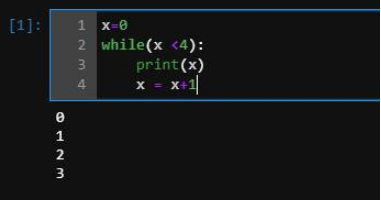 [1]:
1 x=0
2 while(x <4):
3     print(x)
4     x = x+1
0
1
2
3